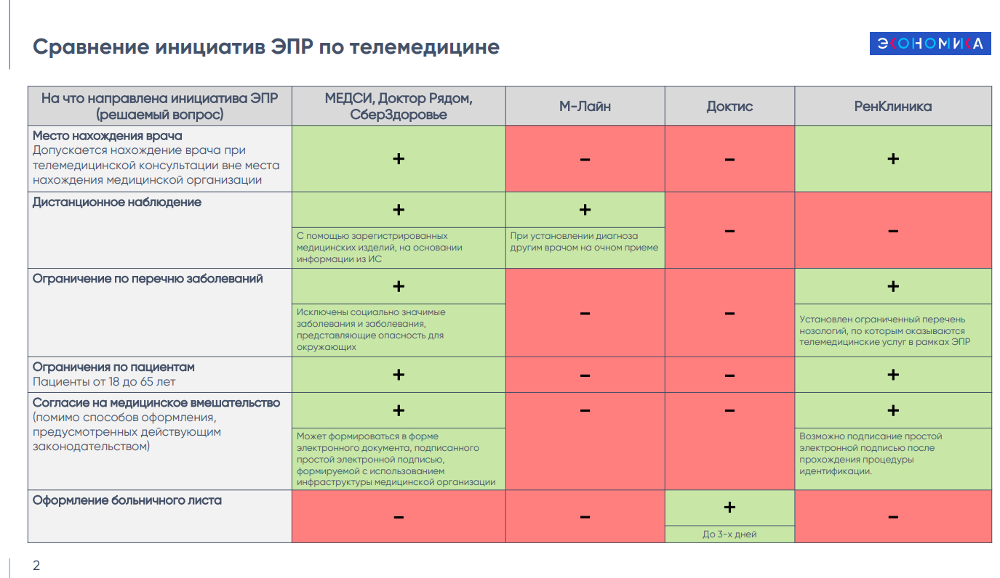 Сравнение инициатив ЭПР по телемедицине
ЭКОНОМИКА
На что направлена инициатива ЭПР
(решаемый вопрос)
МЕДСИ, Доктор Рядом,
СберЗдоровье
М-Лайн
Доктис
РенКлиника
Место нахождения врача
Допускается нахождение врача при
телемедицинской консультации вне места
нахождения медицинской организации
+
–
–
+
Дистанционное наблюдение
+
С помощью зарегистрированных
медицинских изделий, на основании
информации из ИС
+
При установлении диагноза
другим врачом на очном приеме
–
–
Ограничение по перечню заболеваний
+
Исключены социально значимые
заболевания и заболевания,
представляющие опасность для
окружающих
–
–
+
Установлен ограниченный перечень
нозологий, по которым оказываются
телемедицинские услуг в рамках ЭПР
Ограничения по пациентам
Пациенты от 18 до 65 лет
+
–
–
+
Согласие на медицинское вмешательство
(помимо способов оформления,
предусмотренных действующим
законодательством)
+
Может формироваться в форме
электронного документа, подписанного
простой электронной подписью,
формируемой с использованием
инфраструктуры медицинской организации
–
–
+
Возможно подписание простой
электронной подписью после
прохождения процедуры
идентификации.
Оформление больничного листа
–
–
+
До 3-х дней
–
2